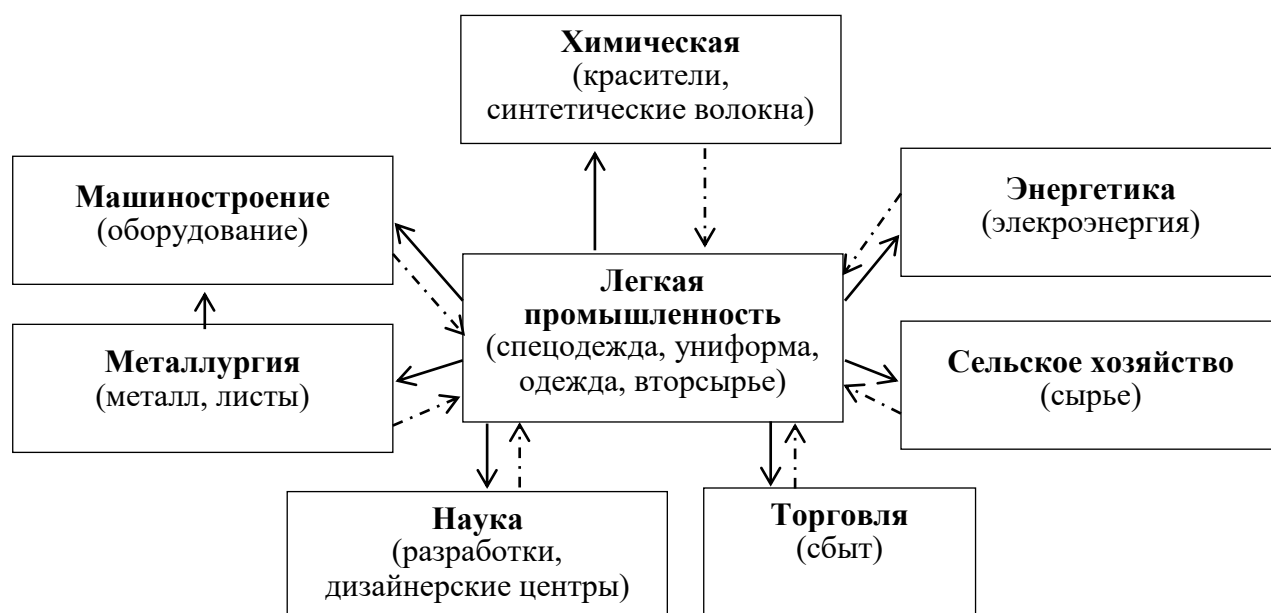 Химическая
(красители,
синтетические волокна)
Машиностроение
(оборудование)
Энергетика
(элекроэнергия)
Легкая
промышленность
(спецодежда, униформа,
одежда, вторсырье)
Металлургия
(металл, листы)
Сельское хозяйство
(сырье)
Наука
(разработки,
дизайнерские центры)
Торговля
(сбыт)